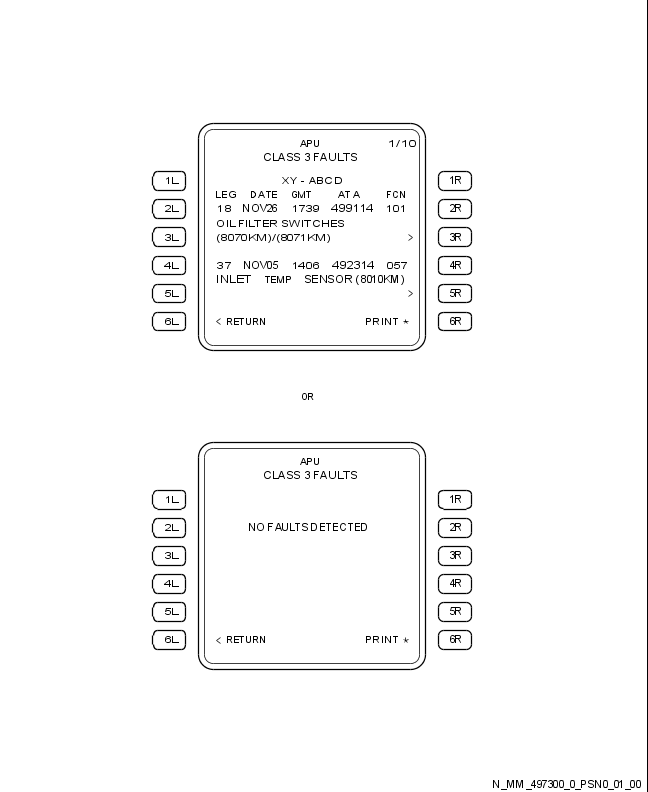 APU 1/10
CLASS 3 FAULTS
1L XY - ABCD 1R
LEG DATE GMT ATA FCN
2L 18 NOV26 1739 499114 101 2R
OIL FILTER SWITCHES
3L (8070KM)/(8071KM) > 3R
4L 37 NOV05 1406 492314 057 4R
INLET TEMP SENSOR (8010KM)
5L > 5R
6L < RETURN PRINT * 6R
OR
APU
CLASS 3 FAULTS
1L 1R
2L NO FAULTS DETECTED 2R
3L 3R
4L 4R
5L 5R
6L < RETURN PRINT * 6R
N_MM_497300_0_PSN0_01_00